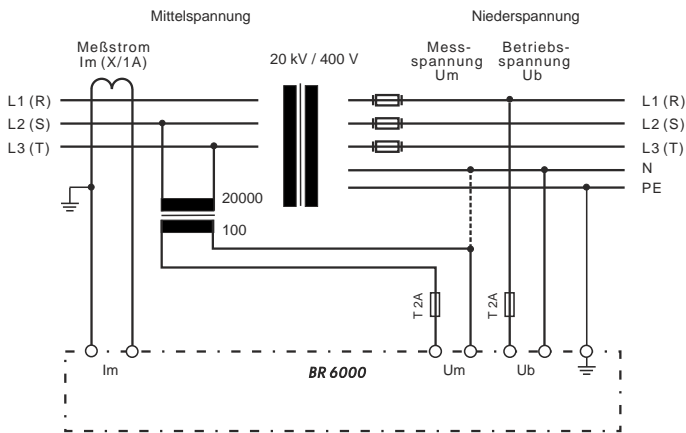 Mittelspannung
Niederspannung
Meßstrom
Im (X/1A)
20 kV / 400 V
Mess-
spannung
Um
Betriebs-
spannung
Ub
L1 (R)
L2 (S)
L3 (T)
L1 (R)
L2 (S)
L3 (T)
N
PE
20000
100
T 2A
T 2A
Im
BR 6000
Um
Ub